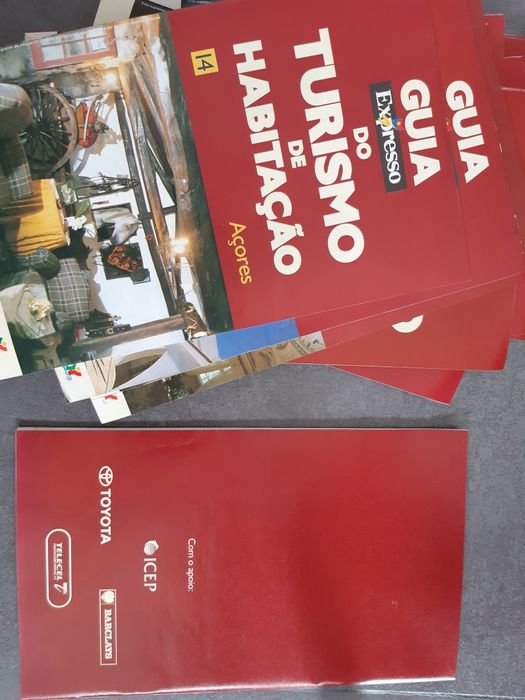 GUIA
GUIA
Expresso
DO
TURISMO
DE
HABITAÇÃO
Açores
14
Com o apoio:
ICEP
TOYOTA
BARCLAYS
TELECEL